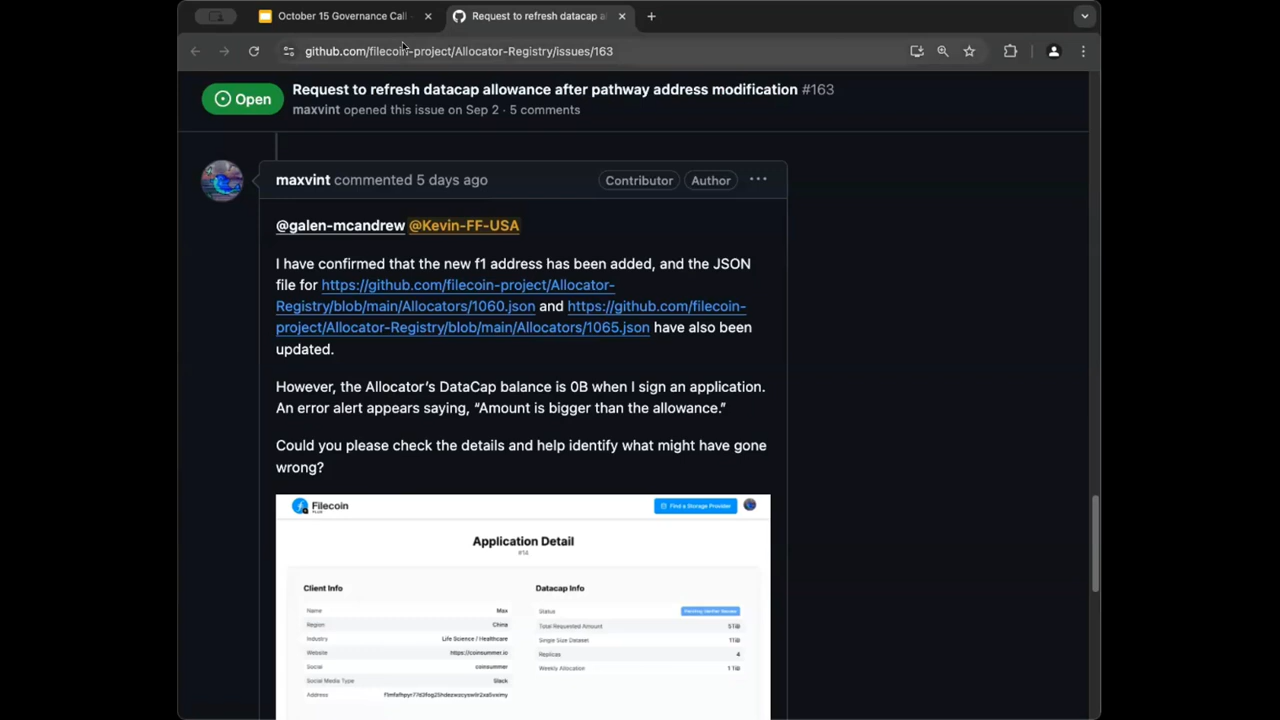 October 15 Governance Call
Request to refresh datacap al
github.com/filecoin-project/Allocator-Registry/issues/163
Open
Request to refresh datacap allowance after pathway address modification #163
maxvint opened this issue on Sep 2 · 5 comments
maxvint commented 5 days ago
Contributor
Author
@galen-mcandrew @Kevin-FF-USA
I have confirmed that the new f1 address has been added, and the JSON
file for https://github.com/filecoin-project/Allocator-
Registry/blob/main/Allocators/1060.json and https://github.com/filecoin-
project/Allocator-Registry/blob/main/Allocators/1065.json have also been
updated.
However, the Allocator’s DataCap balance is 0B when I sign an application.
An error alert appears saying, “Amount is bigger than the allowance.”
Could you please check the details and help identify what might have gone
wrong?
Filecoin
PLUS
Find a Storage Provider
Application Detail
#14
Client Info
Name Max
Region China
Industry Life Science / Healthcare
Website https://coinsummer.io
Social coinsummer
Social Media Type Slack
Address
Datacap Info
Status
Total Requested Amount
Single Size Dataset
Replicas 4
Weekly Allocation